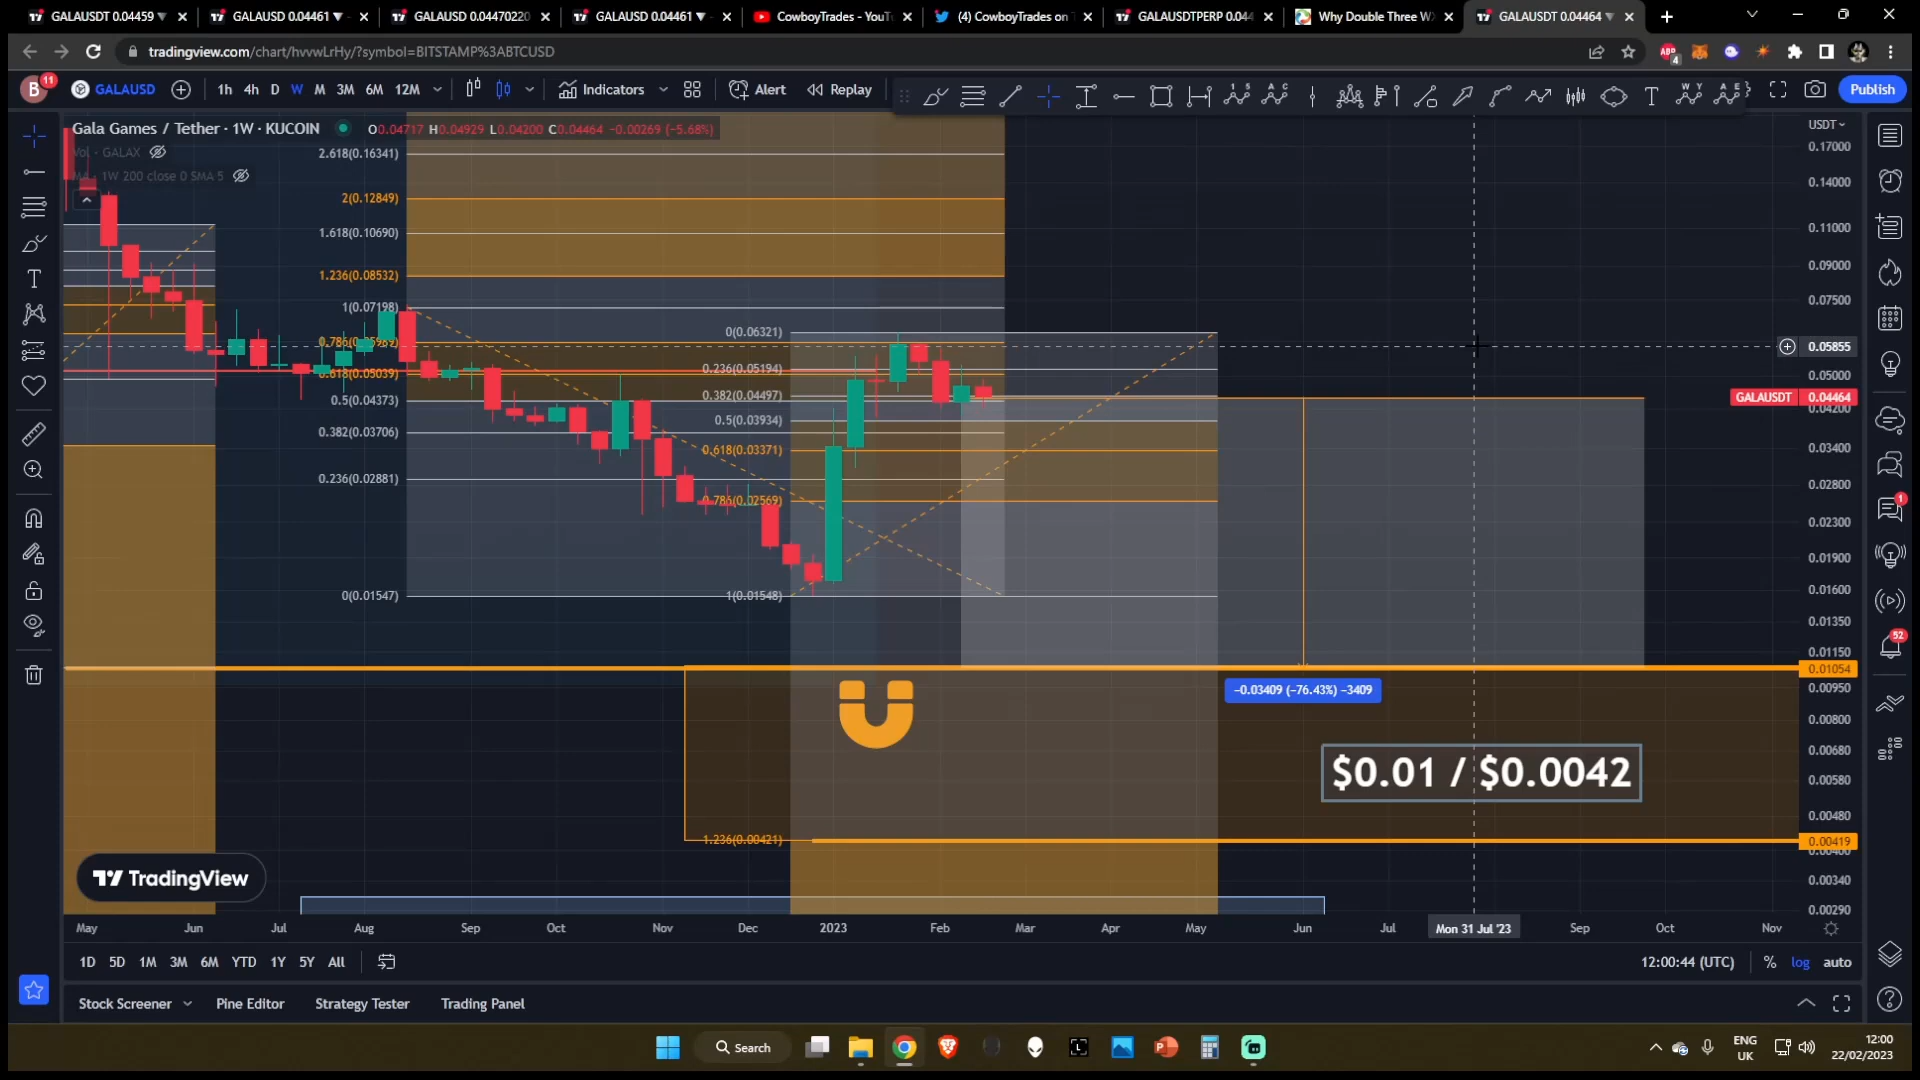 GALAUSDT 0.04459 ▼
GALAUSD 0.04461 ▼
GALAUSD 0.04470220
GALAUSD 0.04461 ▼
CowboyTrades - YouT
(4) CowboyTrades on
GALAUSDTPERP 0.044
Why Double Three WX
GALAUSDT 0.04464 ▼
tradingview.com/chart/hvvwLrHy/?symbol=BITSTAMP%3ABTCUSD
ABP
4
B
11
GALAUSD
1h 4h D W M 3M 6M 12M
Indicators
Alert
Replay
Publish
Gala Games / Tether · 1W · KUCOIN
O0.04717 H0.04929 L0.04200 C0.04464 −0.00269 (−5.68%)
Vol · GALAX
MA · 1W 200 close 0 SMA 5
USDT
0.17000
0.14000
0.11000
0.09000
0.07500
0.05855
0.05000
GALAUSDT 0.04464
0.04200
0.03400
0.02800
0.02300
0.01900
0.01600
0.01350
0.01150
0.01054
0.00950
0.00800
0.00680
0.00580
0.00480
0.00419
0.00400
0.00340
0.00290
2.618(0.16341)
2(0.12849)
1.618(0.10690)
1.236(0.08532)
1(0.07198)
0.618(0.05039)
0.5(0.04373)
0.382(0.03706)
0.236(0.02881)
0(0.01547)
0(0.06321)
0.236(0.05194)
0.382(0.04497)
0.5(0.03934)
0.618(0.03371)
0.786(0.02569)
1(0.01548)
1.236(0.00421)
−0.03409 (−76.43%) −3409
$0.01 / $0.0042
TradingView
May Jun Jul Aug Sep Oct Nov Dec 2023 Feb Mar Apr May Jun Jul Mon 31 Jul '23 Sep Oct Nov
1D 5D 1M 3M 6M YTD 1Y 5Y All
12:00:44 (UTC) % log auto
Stock Screener Pine Editor Strategy Tester Trading Panel
1
52
Search
ENG
UK
12:00
22/02/2023